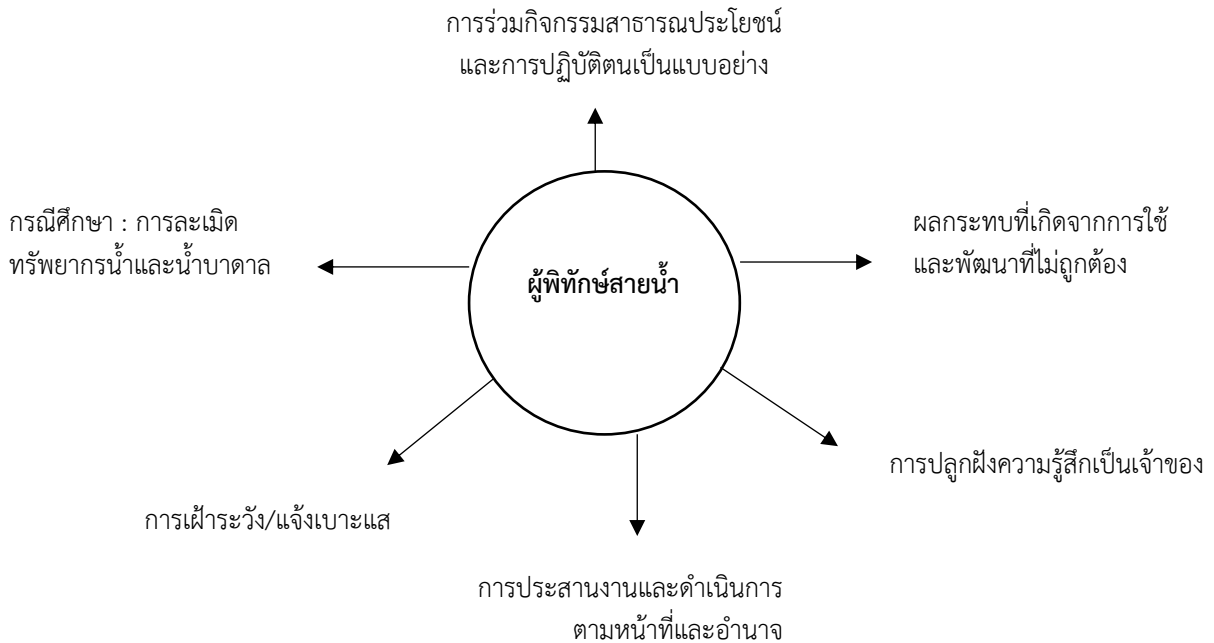 การร่วมกิจกรรมสาธารณประโยชน์
และการปฏิบัติตนเป็นแบบอย่าง
กรณีศึกษา : การละเมิด
ทรัพยากรน้ำและน้ำบาดาล
ผลกระทบที่เกิดจากการใช้
และพัฒนาที่ไม่ถูกต้อง
ผู้พิทักษ์สายน้ำ
การปลูกฝังความรู้สึกเป็นเจ้าของ
การเฝ้าระวัง/แจ้งเบาะแส
การประสานงานและดำเนินการ
ตามหน้าที่และอำนาจ